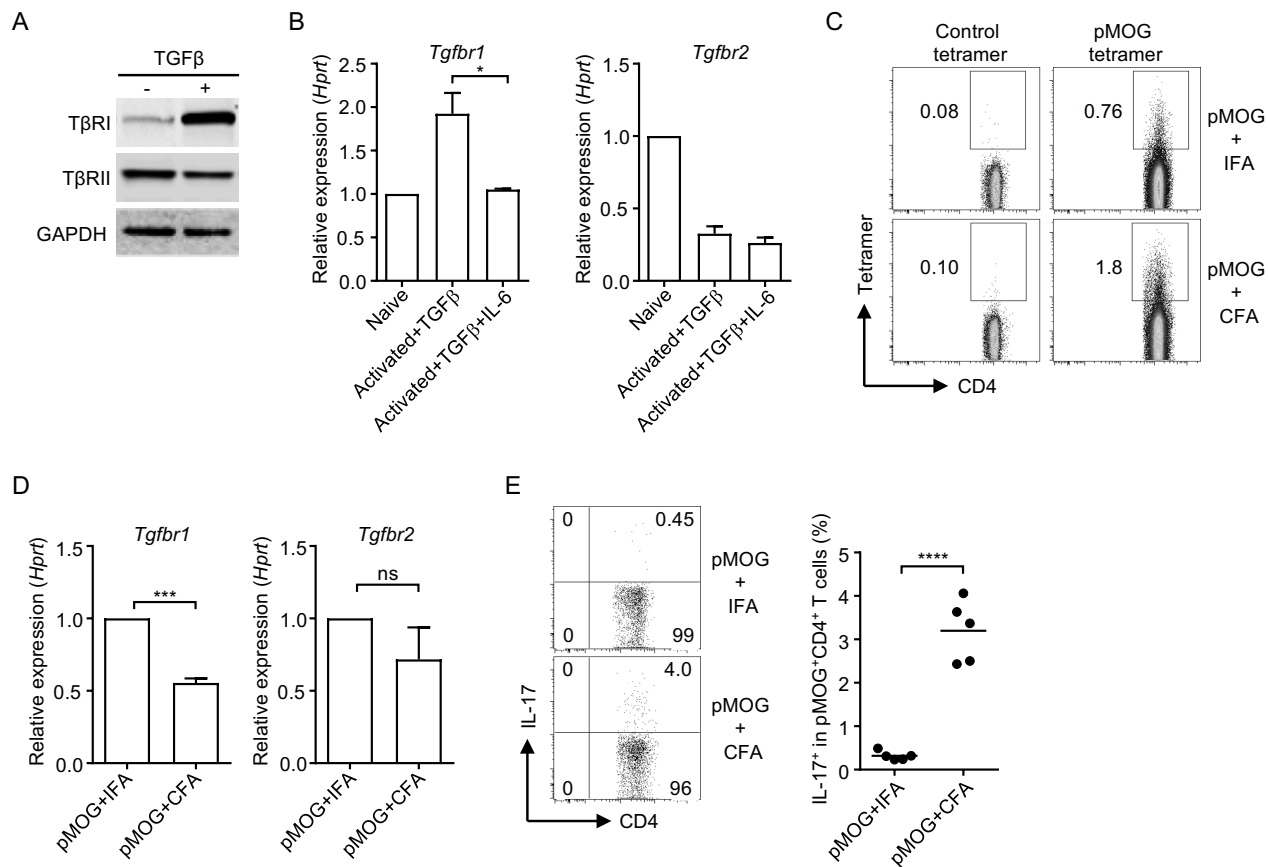 A
TGFβ
- +
TβRI
TβRII
GAPDH
B
Tgfbr1
Relative expression (Hprt)
2.5
2.0
1.5
1.0
0.5
0.0
*
Naive
Activated+TGFβ
Activated+TGFβ+IL-6
Tgfbr2
Relative expression (Hprt)
1.5
1.0
0.5
0.0
Naive
Activated+TGFβ
Activated+TGFβ+IL-6
C
Control
tetramer
pMOG
tetramer
0.08
0.76
pMOG
+
IFA
0.10
1.8
pMOG
+
CFA
Tetramer
CD4
D
Tgfbr1
Relative expression (Hprt)
1.5
1.0
0.5
0.0
***
pMOG+IFA
pMOG+CFA
Tgfbr2
Relative expression (Hprt)
1.5
1.0
0.5
0.0
ns
pMOG+IFA
pMOG+CFA
E
0 0.45
0 99
pMOG
+
IFA
0 4.0
0 96
pMOG
+
CFA
IL-17
CD4
IL-17⁺ in pMOG⁺CD4⁺ T cells (%)
5
4
3
2
1
0
****
pMOG+IFA
pMOG+CFA